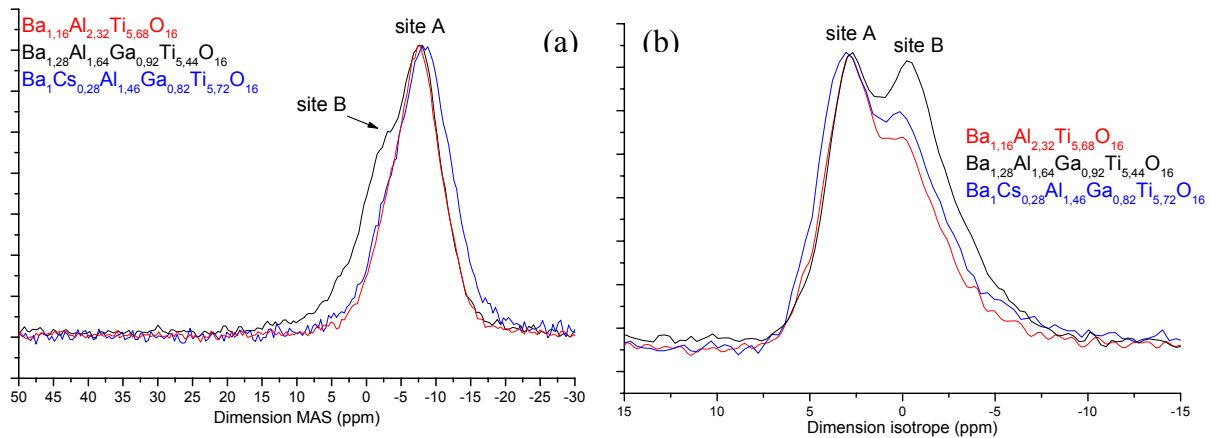 Ba1,16Al2,32Ti5,68O16
Ba1,28Al1,64Ga0,92Ti5,44O16
Ba1Cs0,28Al1,46Ga0,82Ti5,72O16
site A
(a)
site B
50 45 40 35 30 25 20 15 10 5 0 -5 -10 -15 -20 -25 -30
Dimension MAS (ppm)
(b)
site A
site B
Ba1,16Al2,32Ti5,68O16
Ba1,28Al1,64Ga0,92Ti5,44O16
Ba1Cs0,28Al1,46Ga0,82Ti5,72O16
15 10 5 0 -5 -10 -15
Dimension isotrope (ppm)